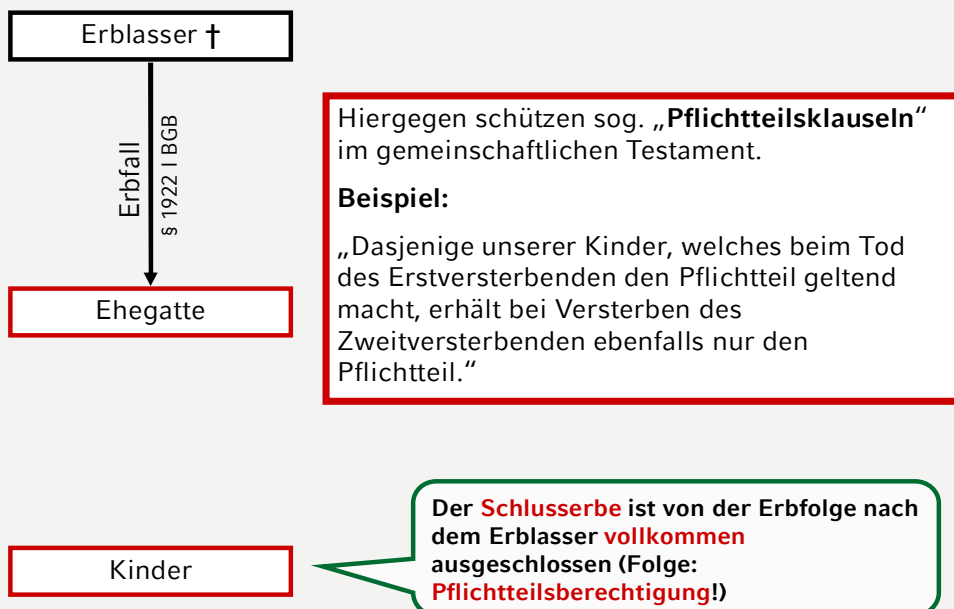 Erblasser †
Erbfall
§ 1922 I BGB
Ehegatte
Hiergegen schützen sog. „Pflichtteilsklauseln“
im gemeinschaftlichen Testament.
Beispiel:
„Dasjenige unserer Kinder, welches beim Tod
des Erstversterbenden den Pflichtteil geltend
macht, erhält bei Versterben des
Zweitversterbenden ebenfalls nur den
Pflichtteil.“
Kinder
Der Schlusserbe ist von der Erbfolge nach
dem Erblasser vollkommen
ausgeschlossen (Folge:
Pflichtteilsberechtigung!)